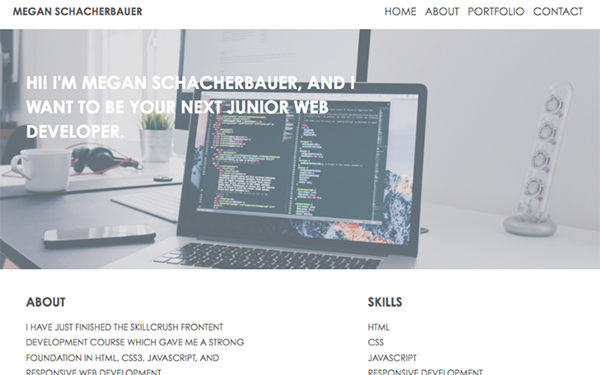 MEGAN SCHACHERBAUER
HOME ABOUT PORTFOLIO CONTACT
HI! I'M MEGAN SCHACHERBAUER, AND I
WANT TO BE YOUR NEXT JUNIOR WEB
DEVELOPER.
ABOUT
I HAVE JUST FINISHED THE SKILLCRUSH FRONTENT
DEVELOPMENT COURSE WHICH GAVE ME A STRONG
FOUNDATION IN HTML, CSS3, JAVASCRIPT, AND
RESPONSIVE WEB DEVELOPMENT
SKILLS
HTML
CSS
JAVASCRIPT
RESPONSIVE DEVELOPMENT